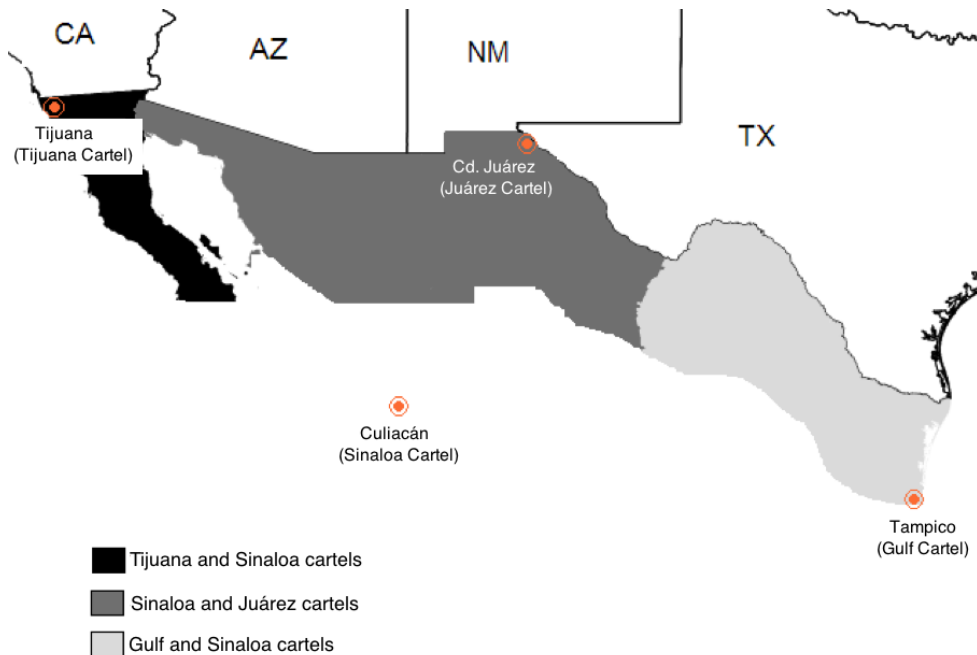 CA
AZ
NM
TX
Tijuana
(Tijuana Cartel)
Cd. Juárez
(Juárez Cartel)
Culiacán
(Sinaloa Cartel)
Tampico
(Gulf Cartel)
Tijuana and Sinaloa cartels
Sinaloa and Juárez cartels
Gulf and Sinaloa cartels